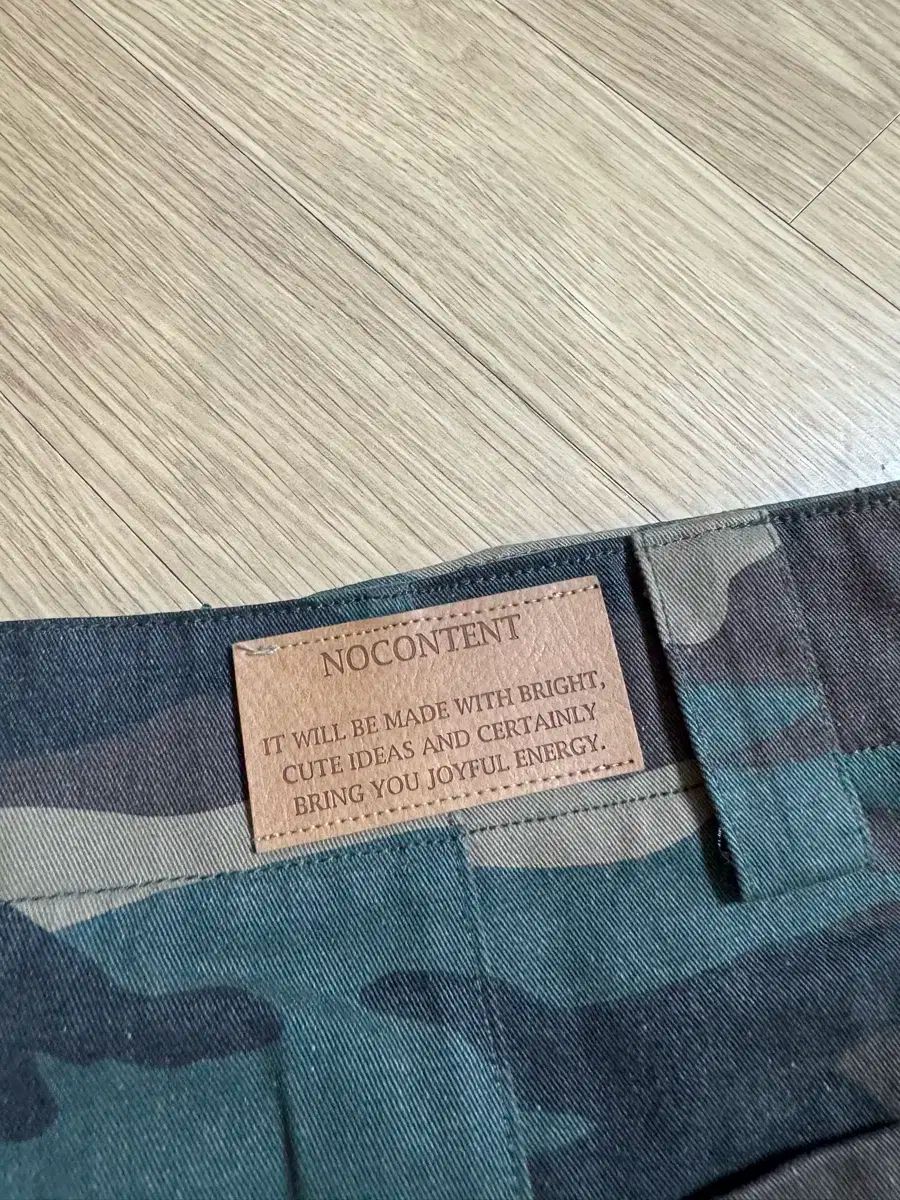 NOCONTENT
IT WILL BE MADE WITH BRIGHT,
CUTE IDEAS AND CERTAINLY
BRING YOU JOYFUL ENERGY.